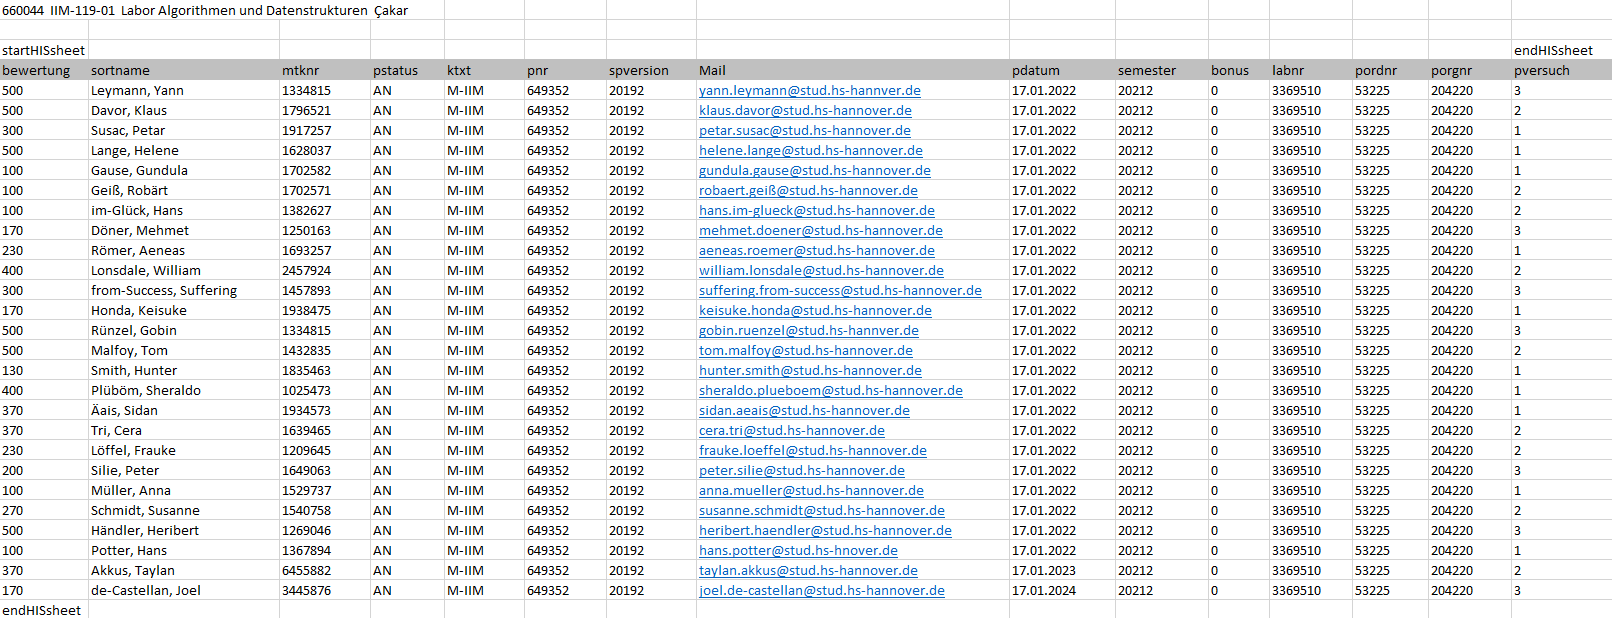 660044 IIM-119-01 Labor Algorithmen und Datenstrukturen Çakar
startHISsheet endHISsheet
bewertung sortname mtknr pstatus ktxt pnr spversion Mail pdatum semester bonus labnr pordnr porgnr pversuch
500 Leymann, Yann 1334815 AN M-IIM 649352 20192 yann.leymann@stud.hs-hannver.de 17.01.2022 20212 0 3369510 53225 204220 3
500 Davor, Klaus 1796521 AN M-IIM 649352 20192 klaus.davor@stud.hs-hannover.de 17.01.2022 20212 0 3369510 53225 204220 2
300 Susac, Petar 1917257 AN M-IIM 649352 20192 petar.susac@stud.hs-hannover.de 17.01.2022 20212 0 3369510 53225 204220 1
500 Lange, Helene 1628037 AN M-IIM 649352 20192 helene.lange@stud.hs-hannover.de 17.01.2022 20212 0 3369510 53225 204220 1
100 Gause, Gundula 1702582 AN M-IIM 649352 20192 gundula.gause@stud.hs-hannover.de 17.01.2022 20212 0 3369510 53225 204220 1
100 Geiß, Robärt 1702571 AN M-IIM 649352 20192 robaert.geiß@stud.hs-hannover.de 17.01.2022 20212 0 3369510 53225 204220 2
100 im-Glück, Hans 1382627 AN M-IIM 649352 20192 hans.im-glueck@stud.hs-hannover.de 17.01.2022 20212 0 3369510 53225 204220 2
170 Döner, Mehmet 1250163 AN M-IIM 649352 20192 mehmet.doener@stud.hs-hannover.de 17.01.2022 20212 0 3369510 53225 204220 3
230 Römer, Aeneas 1693257 AN M-IIM 649352 20192 aeneas.roemer@stud.hs-hannover.de 17.01.2022 20212 0 3369510 53225 204220 1
400 Lonsdale, William 2457924 AN M-IIM 649352 20192 william.lonsdale@stud.hs-hannover.de 17.01.2022 20212 0 3369510 53225 204220 2
300 from-Success, Suffering 1457893 AN M-IIM 649352 20192 suffering.from-success@stud.hs-hannover.de 17.01.2022 20212 0 3369510 53225 204220 3
170 Honda, Keisuke 1938475 AN M-IIM 649352 20192 keisuke.honda@stud.hs-hannover.de 17.01.2022 20212 0 3369510 53225 204220 1
500 Rünzel, Gobin 1334815 AN M-IIM 649352 20192 gobin.ruenzel@stud.hs-hannver.de 17.01.2022 20212 0 3369510 53225 204220 3
500 Malfoy, Tom 1432835 AN M-IIM 649352 20192 tom.malfoy@stud.hs-hannover.de 17.01.2022 20212 0 3369510 53225 204220 2
130 Smith, Hunter 1835463 AN M-IIM 649352 20192 hunter.smith@stud.hs-hannover.de 17.01.2022 20212 0 3369510 53225 204220 1
400 Plüböm, Sheraldo 1025473 AN M-IIM 649352 20192 sheraldo.plueboem@stud.hs-hannover.de 17.01.2022 20212 0 3369510 53225 204220 1
370 Äais, Sidan 1934573 AN M-IIM 649352 20192 sidan.aeais@stud.hs-hannover.de 17.01.2022 20212 0 3369510 53225 204220 1
370 Tri, Cera 1639465 AN M-IIM 649352 20192 cera.tri@stud.hs-hannover.de 17.01.2022 20212 0 3369510 53225 204220 2
230 Löffel, Frauke 1209645 AN M-IIM 649352 20192 frauke.loeffel@stud.hs-hannover.de 17.01.2022 20212 0 3369510 53225 204220 2
200 Silie, Peter 1649063 AN M-IIM 649352 20192 peter.silie@stud.hs-hannover.de 17.01.2022 20212 0 3369510 53225 204220 3
100 Müller, Anna 1529737 AN M-IIM 649352 20192 anna.mueller@stud.hs-hannover.de 17.01.2022 20212 0 3369510 53225 204220 1
270 Schmidt, Susanne 1540758 AN M-IIM 649352 20192 susanne.schmidt@stud.hs-hannover.de 17.01.2022 20212 0 3369510 53225 204220 2
500 Händler, Heribert 1269046 AN M-IIM 649352 20192 heribert.haendler@stud.hs-hannover.de 17.01.2022 20212 0 3369510 53225 204220 3
100 Potter, Hans 1367894 AN M-IIM 649352 20192 hans.potter@stud.hs-hnover.de 17.01.2022 20212 0 3369510 53225 204220 1
370 Akkus, Taylan 6455882 AN M-IIM 649352 20192 taylan.akkus@stud.hs-hannover.de 17.01.2023 20212 0 3369510 53225 204220 2
170 de-Castellan, Joel 3445876 AN M-IIM 649352 20192 joel.de-castellan@stud.hs-hannover.de 17.01.2024 20212 0 3369510 53225 204220 3
endHISsheet